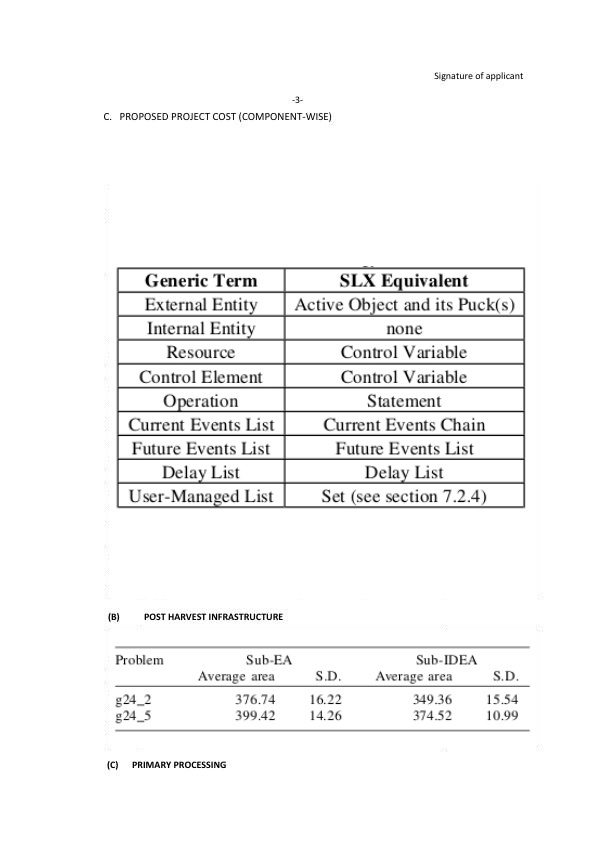 Signature of applicant
-3-
C. PROPOSED PROJECT COST (COMPONENT-WISE)
Generic Term SLX Equivalent
External Entity Active Object and its Puck(s)
Internal Entity none
Resource Control Variable
Control Element Control Variable
Operation Statement
Current Events List Current Events Chain
Future Events List Future Events List
Delay List Delay List
User-Managed List Set (see section 7.2.4)
(B) POST HARVEST INFRASTRUCTURE
Problem Sub-EA Sub-IDEA
Average area S.D. Average area S.D.
g24_2 376.74 16.22 349.36 15.54
g24_5 399.42 14.26 374.52 10.99
(C) PRIMARY PROCESSING